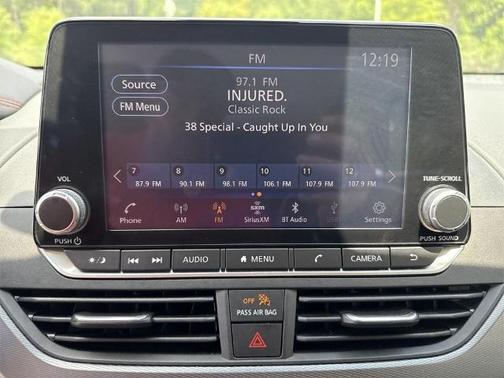 FM
12:19
Source
97.1 FM
INJURED.
FM Menu
Classic Rock
38 Special - Caught Up In You
7 8 9 10 11 12
87.9 FM 90.1 FM 98.1 FM 106.1 FM 107.9 FM 107.9 FM
VOL
TUNE·SCROLL
Phone AM FM SiriusXM BT Audio USB Settings
sxm
PUSH
PUSH SOUND
AUDIO MENU CAMERA
OFF
PASS AIR BAG